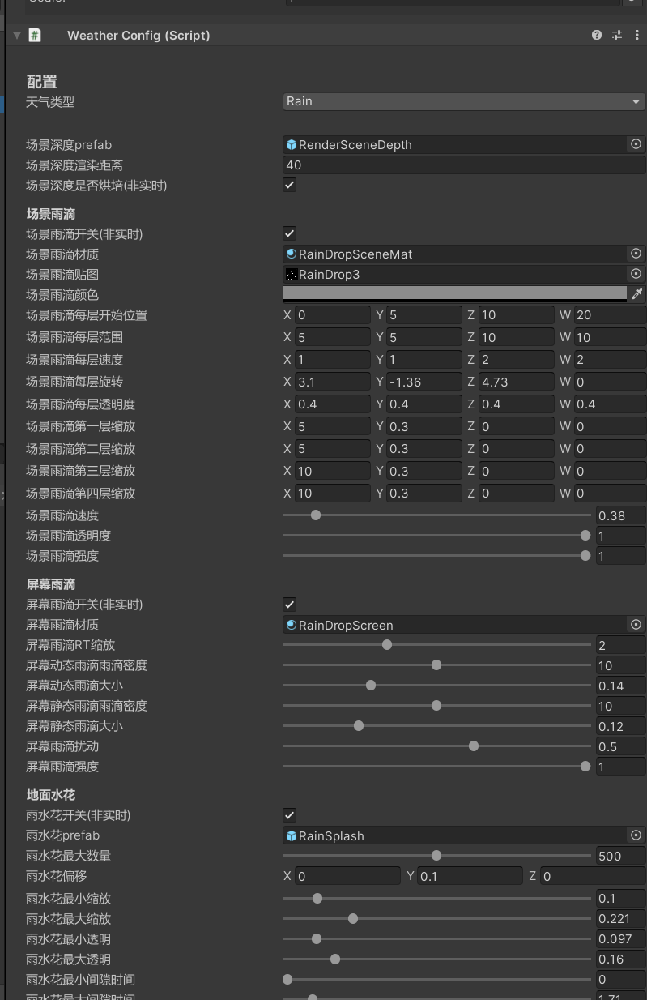 Weather Config (Script)
配置
天气类型 Rain
场景深度prefab RenderSceneDepth
场景深度渲染距离 40
场景深度是否烘培(非实时)
场景雨滴
场景雨滴开关(非实时)
场景雨滴材质 RainDropSceneMat
场景雨滴贴图 RainDrop3
场景雨滴颜色
场景雨滴每层开始位置 X 0 Y 5 Z 10 W 20
场景雨滴每层范围 X 5 Y 5 Z 10 W 10
场景雨滴每层速度 X 1 Y 1 Z 2 W 2
场景雨滴每层旋转 X 3.1 Y -1.36 Z 4.73 W 0
场景雨滴每层透明度 X 0.4 Y 0.4 Z 0.4 W 0.4
场景雨滴第一层缩放 X 5 Y 0.3 Z 0 W 0
场景雨滴第二层缩放 X 5 Y 0.3 Z 0 W 0
场景雨滴第三层缩放 X 10 Y 0.3 Z 0 W 0
场景雨滴第四层缩放 X 10 Y 0.3 Z 0 W 0
场景雨滴速度 0.38
场景雨滴透明度 1
场景雨滴强度 1
屏幕雨滴
屏幕雨滴开关(非实时)
屏幕雨滴材质 RainDropScreen
屏幕雨滴RT缩放 2
屏幕动态雨滴雨滴密度 10
屏幕动态雨滴大小 0.14
屏幕静态雨滴雨滴密度 10
屏幕静态雨滴大小 0.12
屏幕雨滴扰动 0.5
屏幕雨滴强度 1
地面水花
雨水花开关(非实时)
雨水花prefab RainSplash
雨水花最大数量 500
雨水花偏移 X 0 Y 0.1 Z 0
雨水花最小缩放 0.1
雨水花最大缩放 0.221
雨水花最小透明 0.097
雨水花最大透明 0.16
雨水花最小间隙时间 0
雨水花最大间隙时间 1.71